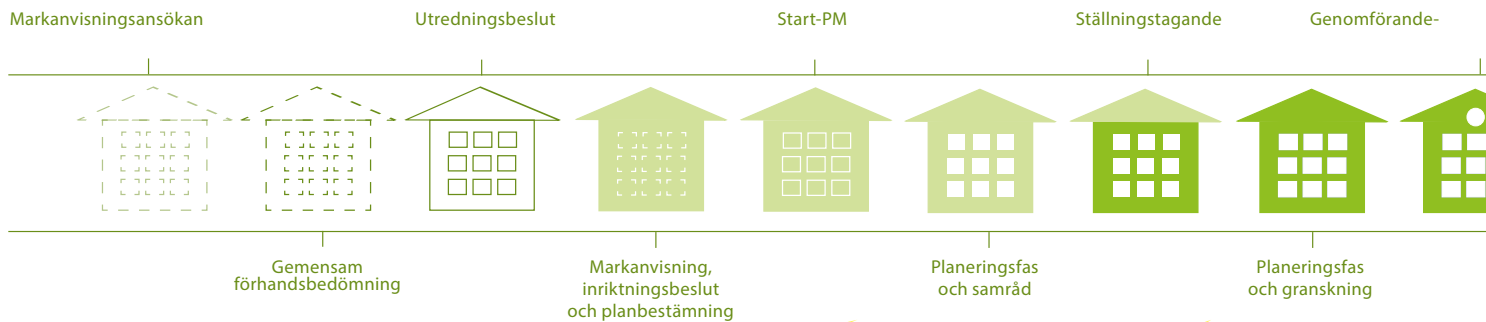 Markanvisningsansökan
Utredningsbeslut
Start-PM
Ställningstagande
Genomförande-
Gemensam
förhandsbedömning
Markanvisning,
inriktningsbeslut
och planbestämning
Planeringsfas
och samråd
Planeringsfas
och granskning